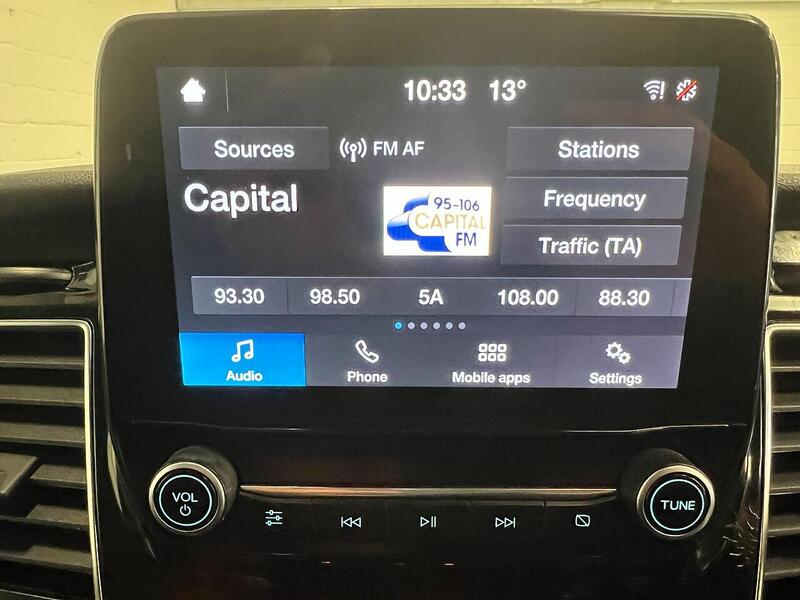 10:33 13°
Sources
FM AF
Stations
Capital
95-106
CAPITAL
FM
Frequency
Traffic (TA)
93.30 98.50 5A 108.00 88.30
Audio Phone Mobile apps Settings
VOL
TUNE